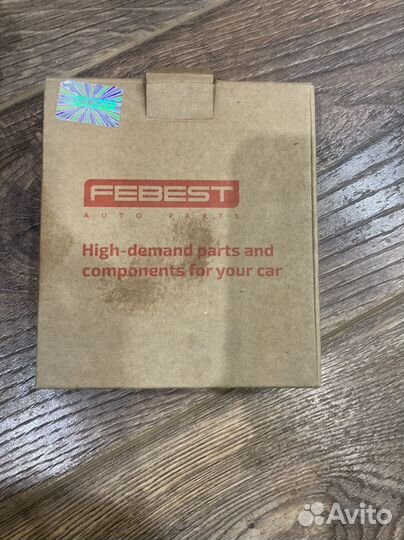 FEBEST
AUTO PARTS
High-demand parts and
components for your car
Avito